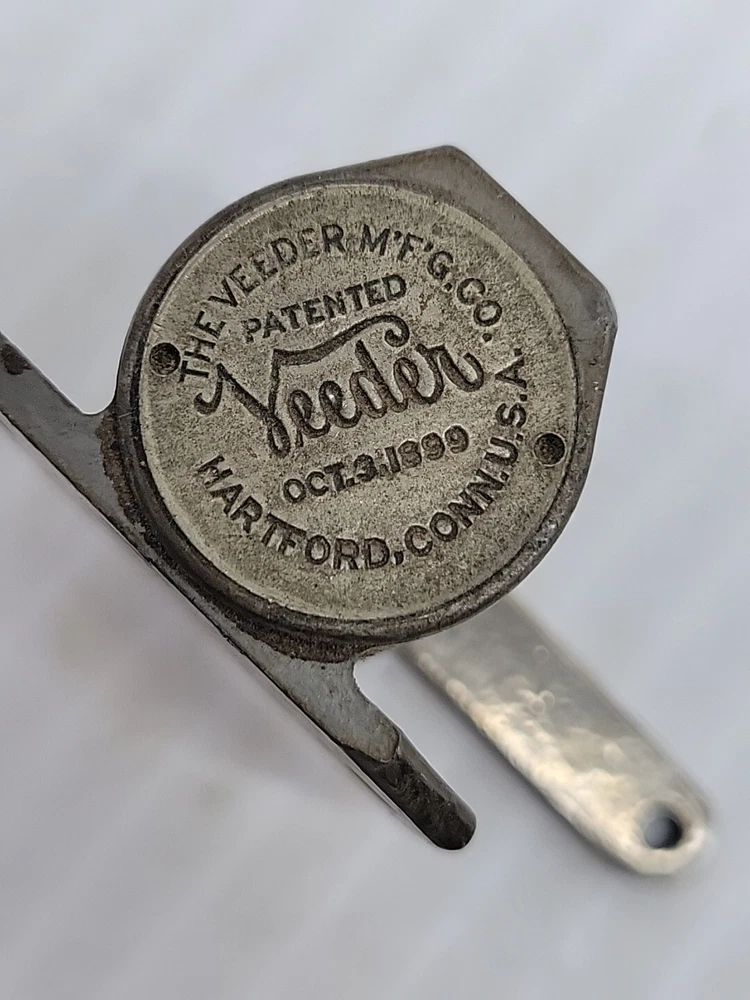 THE VEEDER M'F'G. CO.
PATENTED
Veeder
OCT. 3. 1899
HARTFORD, CONN. U.S.A.